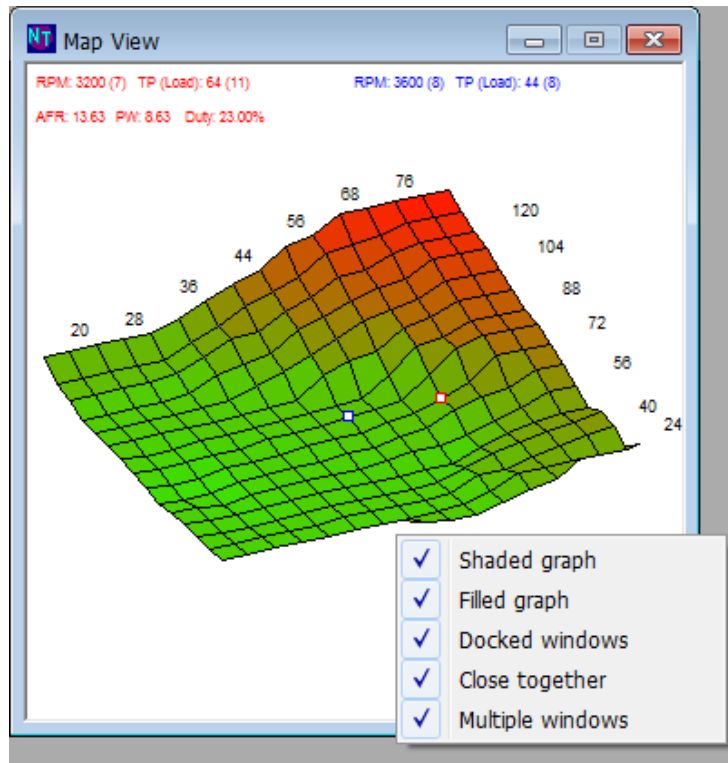 NT Map View
RPM: 3200 (7) TP (Load): 64 (11) RPM: 3600 (8) TP (Load): 44 (8)
AFR: 13.63 PW: 8.63 Duty: 23.00%
76
68
120
56
104
44
88
36
72
28
20
56
40
24
Shaded graph
Filled graph
Docked windows
Close together
Multiple windows